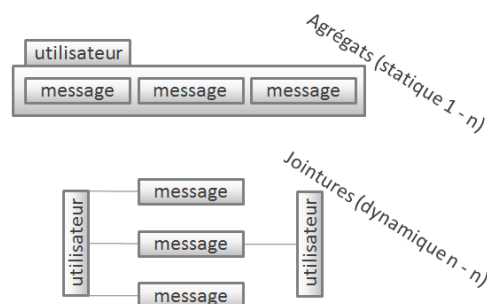 utilisateur
message
message
message
Agrégats (statique 1 - n)
Jointures (dynamique n - n)
utilisateur
message
message
message
utilisateur